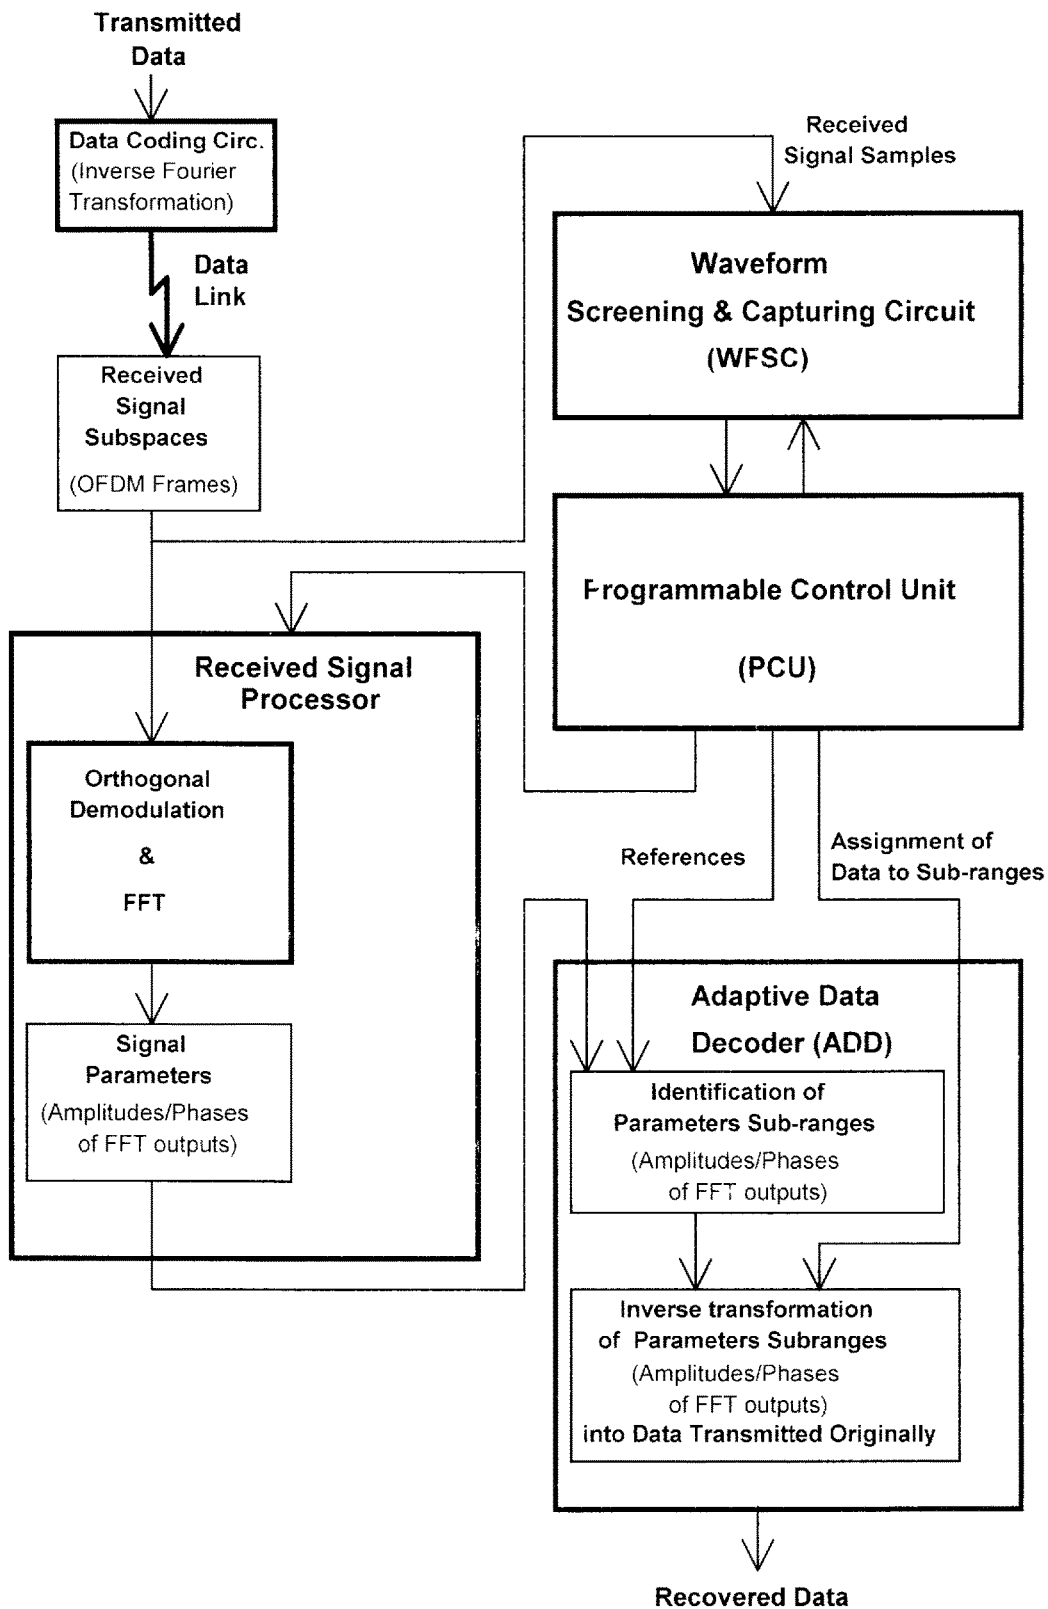 Transmitted
Data
Data Coding Circ.
(Inverse Fourier
Transformation)
Data
Link
Received
Signal
Subspaces
(OFDM Frames)
Received
Signal Samples
Waveform
Screening & Capturing Circuit
(WFSC)
Programmable Control Unit
(PCU)
Received Signal
Processor
Orthogonal
Demodulation
&
FFT
Signal
Parameters
(Amplitudes/Phases
of FFT outputs)
References
Assignment of
Data to Sub-ranges
Adaptive Data
Decoder (ADD)
Identification of
Parameters Sub-ranges
(Amplitudes/Phases
of FFT outputs)
Inverse transformation
of Parameters Subranges
(Amplitudes/Phases
of FFT outputs)
into Data Transmitted Originally
Recovered Data